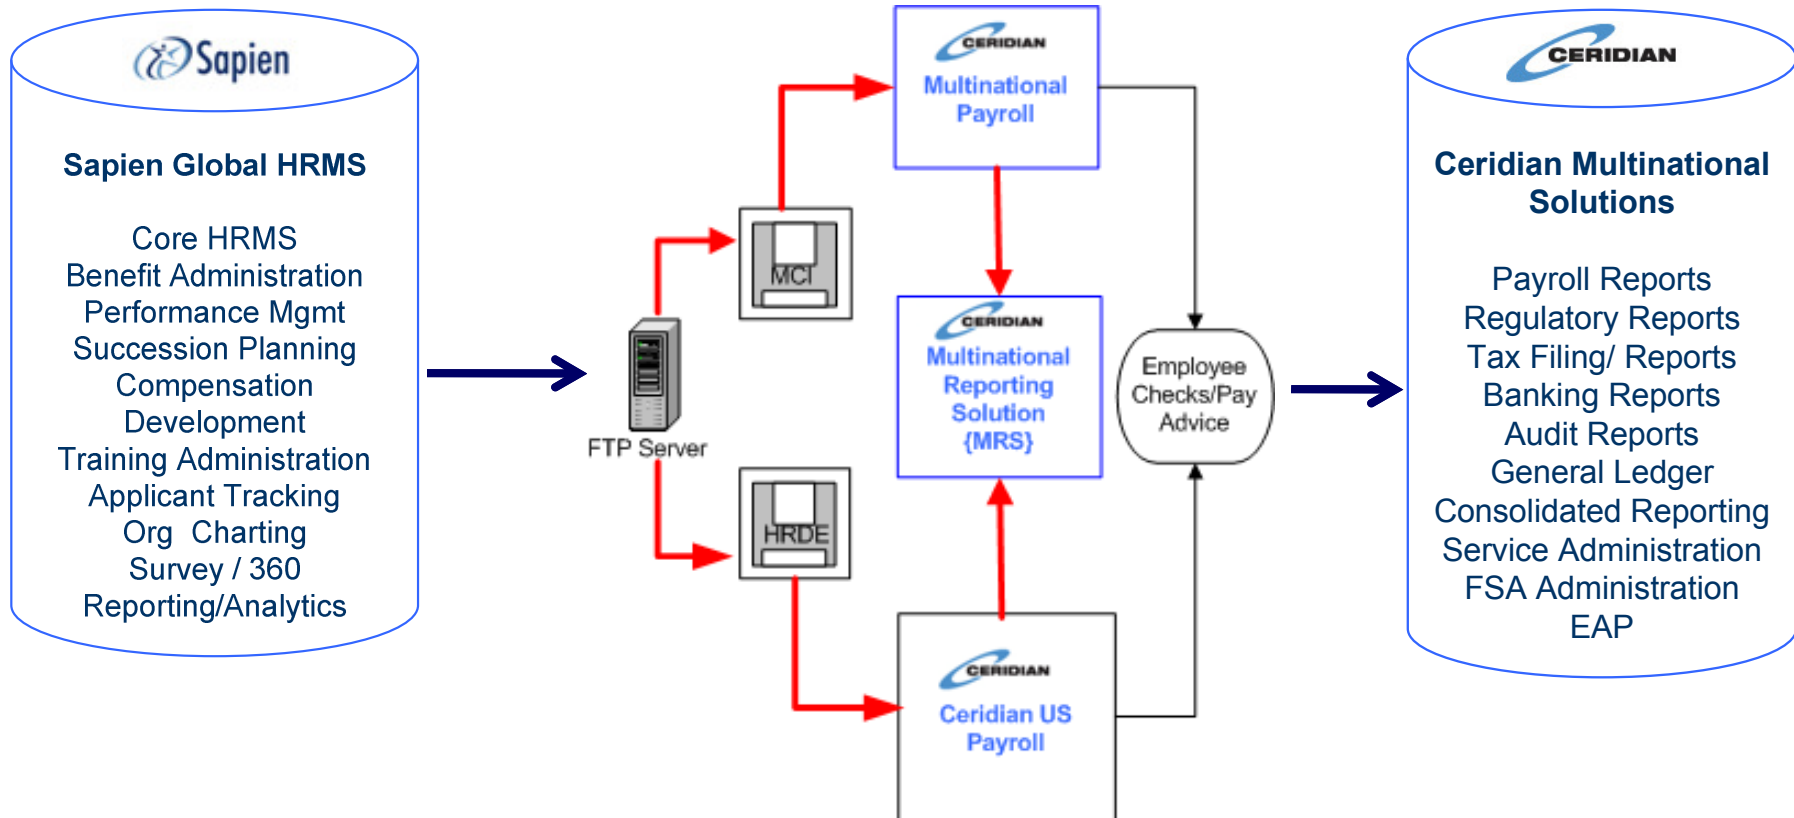 Sapien
Sapien Global HRMS
Core HRMS
Benefit Administration
Performance Mgmt
Succession Planning
Compensation
Development
Training Administration
Applicant Tracking
Org Charting
Survey / 360
Reporting/Analytics
FTP Server
MCI
HRDE
CERIDIAN
Multinational
Payroll
CERIDIAN
Multinational
Reporting
Solution
{MRS}
CERIDIAN
Ceridian US
Payroll
Employee
Checks/Pay
Advice
CERIDIAN
Ceridian Multinational
Solutions
Payroll Reports
Regulatory Reports
Tax Filing/ Reports
Banking Reports
Audit Reports
General Ledger
Consolidated Reporting
Service Administration
FSA Administration
EAP